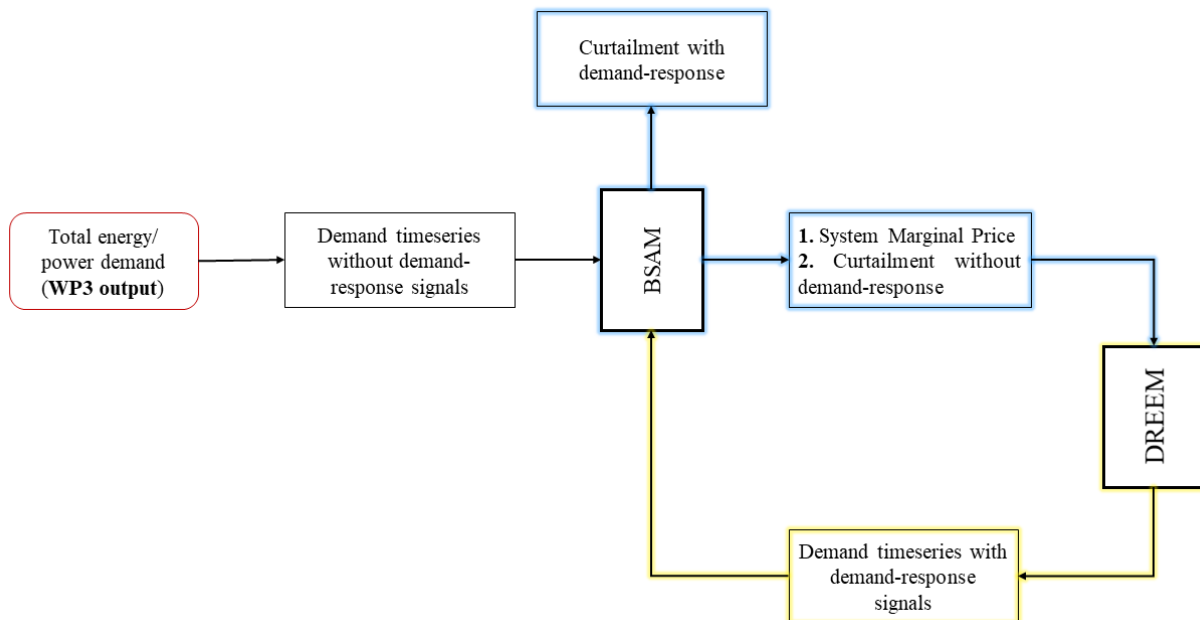 Curtailment with
demand-response
Total energy/
power demand
(WP3 output)
Demand timeseries
without demand-
response signals
BSAM
1. System Marginal Price
2. Curtailment without
demand-response
DREEM
Demand timeseries with
demand-response
signals